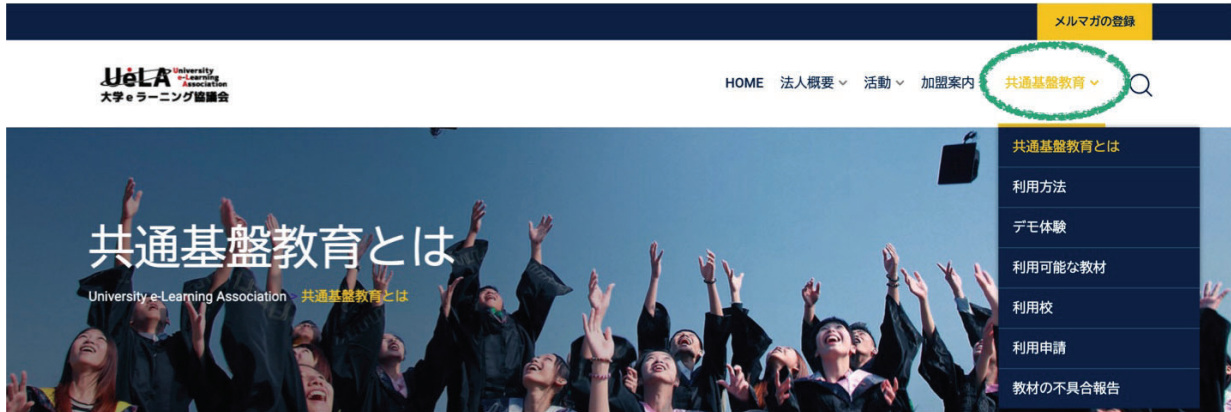 メルマガの登録
UeLA University e-Learning Association
大学eラーニング協議会
HOME 法人概要 活動 加盟案内 共通基盤教育
共通基盤教育とは
利用方法
デモ体験
利用可能な教材
利用校
利用申請
教材の不具合報告
共通基盤教育とは
University e-Learning Association 共通基盤教育とは